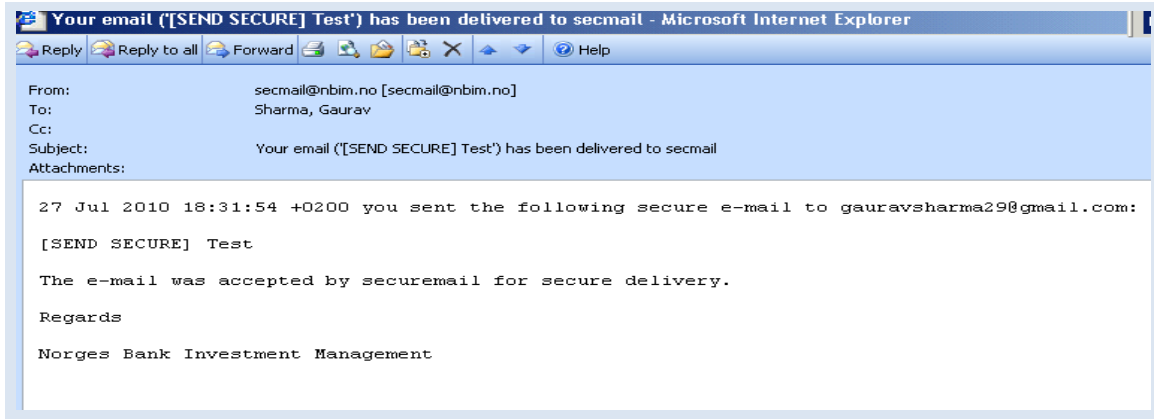 Your email ('[SEND SECURE] Test') has been delivered to secmail - Microsoft Internet Explorer
Reply Reply to all Forward Help
From: secmail@nbim.no [secmail@nbim.no]
To: Sharma, Gaurav
Cc:
Subject: Your email ('[SEND SECURE] Test') has been delivered to secmail
Attachments:
27 Jul 2010 18:31:54 +0200 you sent the following secure e-mail to gauravsharma29@gmail.com:
[SEND SECURE] Test
The e-mail was accepted by securemail for secure delivery.
Regards
Norges Bank Investment Management